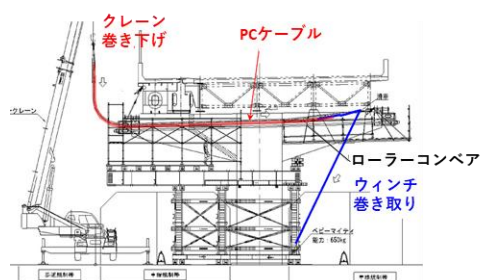 クレーン
巻き下げ
PCケーブル
クレーン
滑車
ローラーコンベア
ウィンチ
巻き取り
ベビーマイティ
能力：650kg